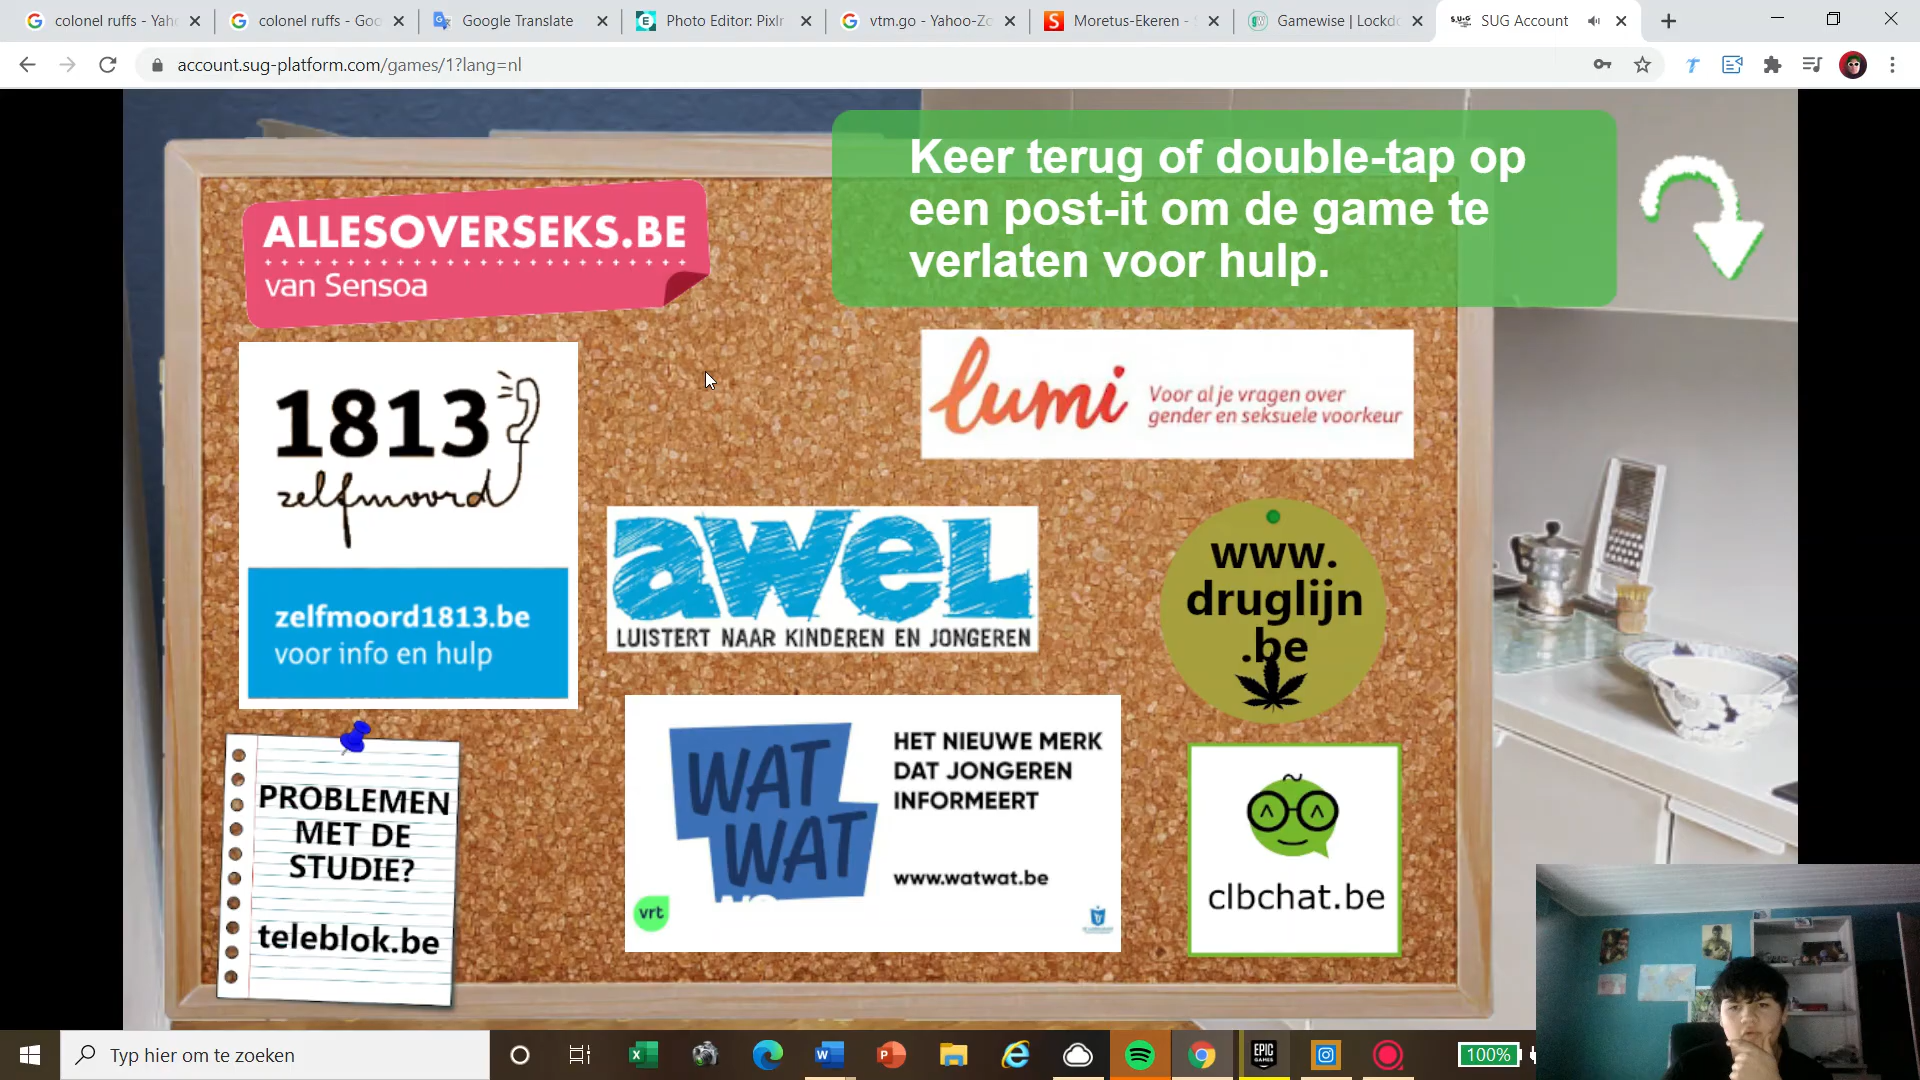 colonel ruffs - Yah
colonel ruffs - Goo
Google Translate
Photo Editor: Pixlr
vtm.go - Yahoo-Zo
Moretus-Ekeren -
Gamewise | Lockdo
SUG Account
account.sug-platform.com/games/1?lang=nl
Keer terug of double-tap op
een post-it om de game te
verlaten voor hulp.
ALLESOVERSEKS.BE
van Sensoa
1813
zelfmoord
zelfmoord1813.be
voor info en hulp
lumi
Voor al je vragen over
gender en seksuele voorkeur
awel
LUISTERT NAAR KINDEREN EN JONGEREN
www.
druglijn
.be
PROBLEMEN
MET DE
STUDIE?
teleblok.be
WAT
WAT
HET NIEUWE MERK
DAT JONGEREN
INFORMEERT
www.watwat.be
vrt
clbchat.be
Typ hier om te zoeken
EPIC
GAMES
100%